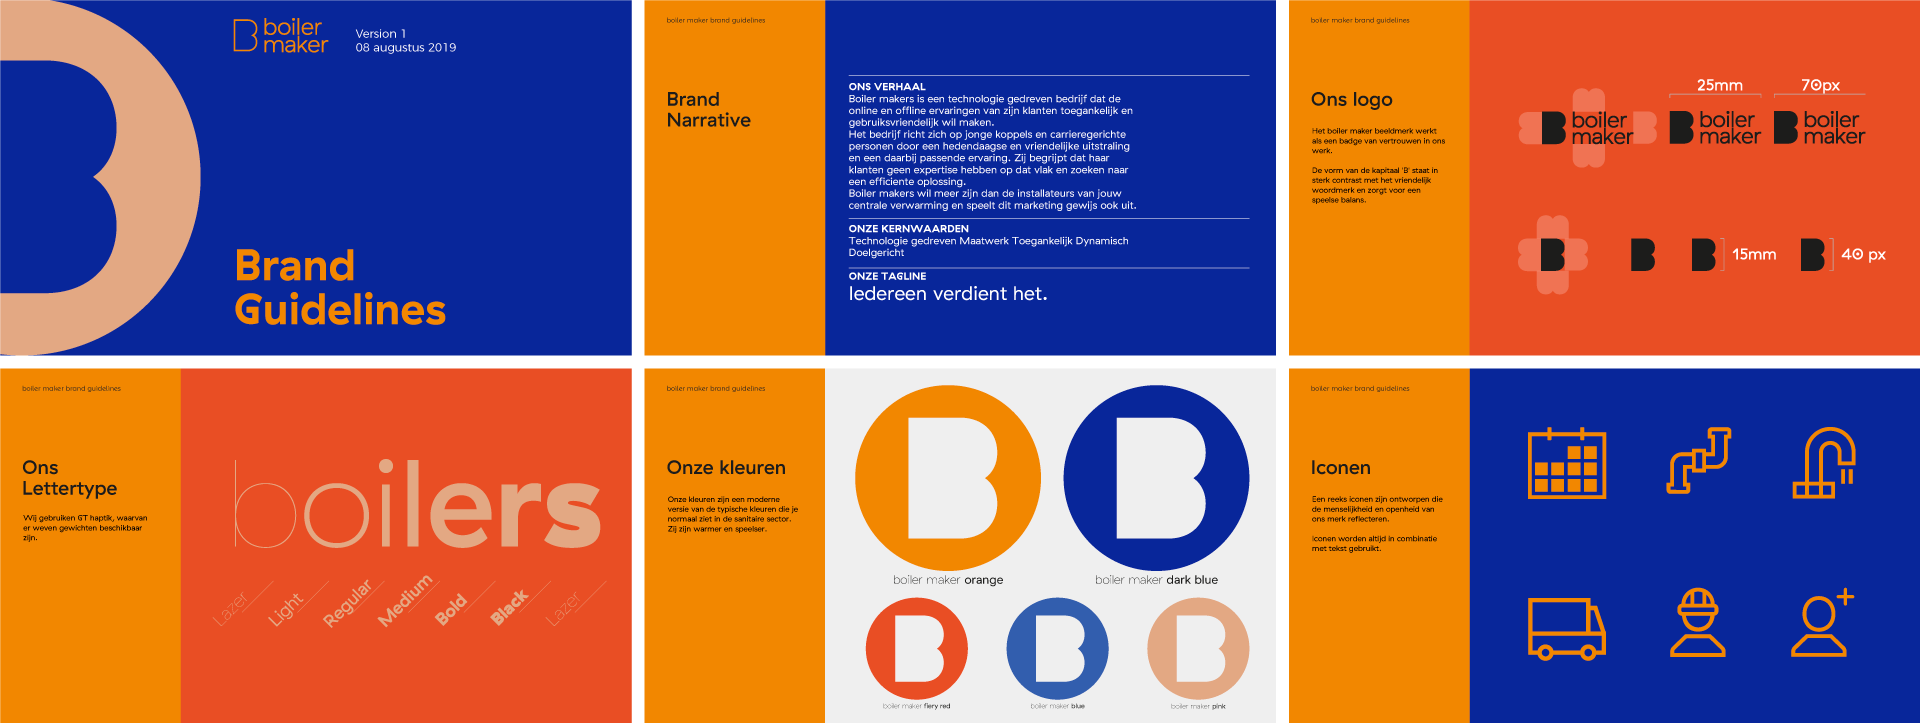 boiler
maker
Version 1
08 augustus 2019
Brand
Guidelines
boiler maker brand guidelines
Brand
Narrative
ONS VERHAAL
Boiler makers is een technologie gedreven bedrijf dat de
online en offline ervaringen van zijn klanten toegankelijk en
gebruiksvriendelijk wil maken.
Het bedrijf richt zich op jonge koppels en carrieregerichte
personen door een hedendaagse en vriendelijke uitstraling
en een daarbij passende ervaring. Zij begrijpt dat haar
klanten geen expertise hebben op dat vlak en zoeken naar
een efficiente oplossing.
Boiler makers wil meer zijn dan de installateurs van jouw
centrale verwarming en speelt dit marketing gewijs ook uit.
ONZE KERNWAARDEN
Technologie gedreven Maatwerk Toegankelijk Dynamisch
Doelgericht
ONZE TAGLINE
Iedereen verdient het.
boiler maker brand guidelines
Ons logo
Het boiler maker beeldmerk werkt
als een badge van vertrouwen in ons
werk.
De vorm van de kapitaal 'B' staat in
sterk contrast met het vriendelijk
woordmerk en zorgt voor een
speelse balans.
25mm
70px
B boiler
maker
B boiler
maker
B boiler
maker
B
B
B
15mm
B
40 px
boiler maker brand guidelines
Ons
Lettertype
Wij gebruiken GT haptik, waarvan
er weven gewichten beschikbaar
zijn.
boilers
Lazer
Light
Regular
Medium
Bold
Black
Lazer
boiler maker brand guidelines
Onze kleuren
Onze kleuren zijn een moderne
versie van de typische kleuren die je
normaal ziet in de sanitaire sector.
Zij zijn warmer en speelser.
B
B
boiler maker orange
boiler maker dark blue
B
B
B
boiler maker fiery red
boiler maker blue
boiler maker pink
boiler maker brand guidelines
Iconen
Een reeks iconen zijn ontworpen die
de menselijkheid en openheid van
ons merk reflecteren.
Iconen worden altijd in combinatie
met tekst gebruikt.